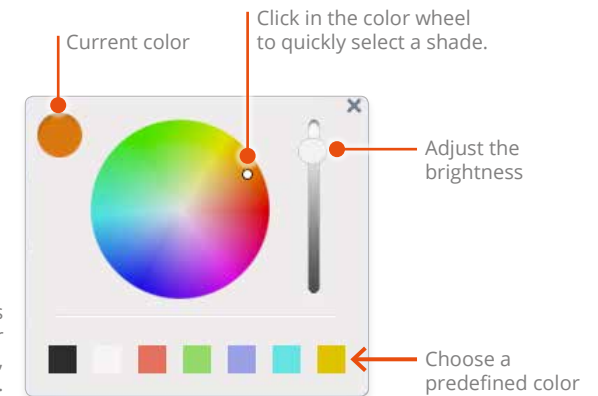 Click in the color wheel
to quickly select a shade.
Current color
Adjust the
brightness
Choose a
predefined color